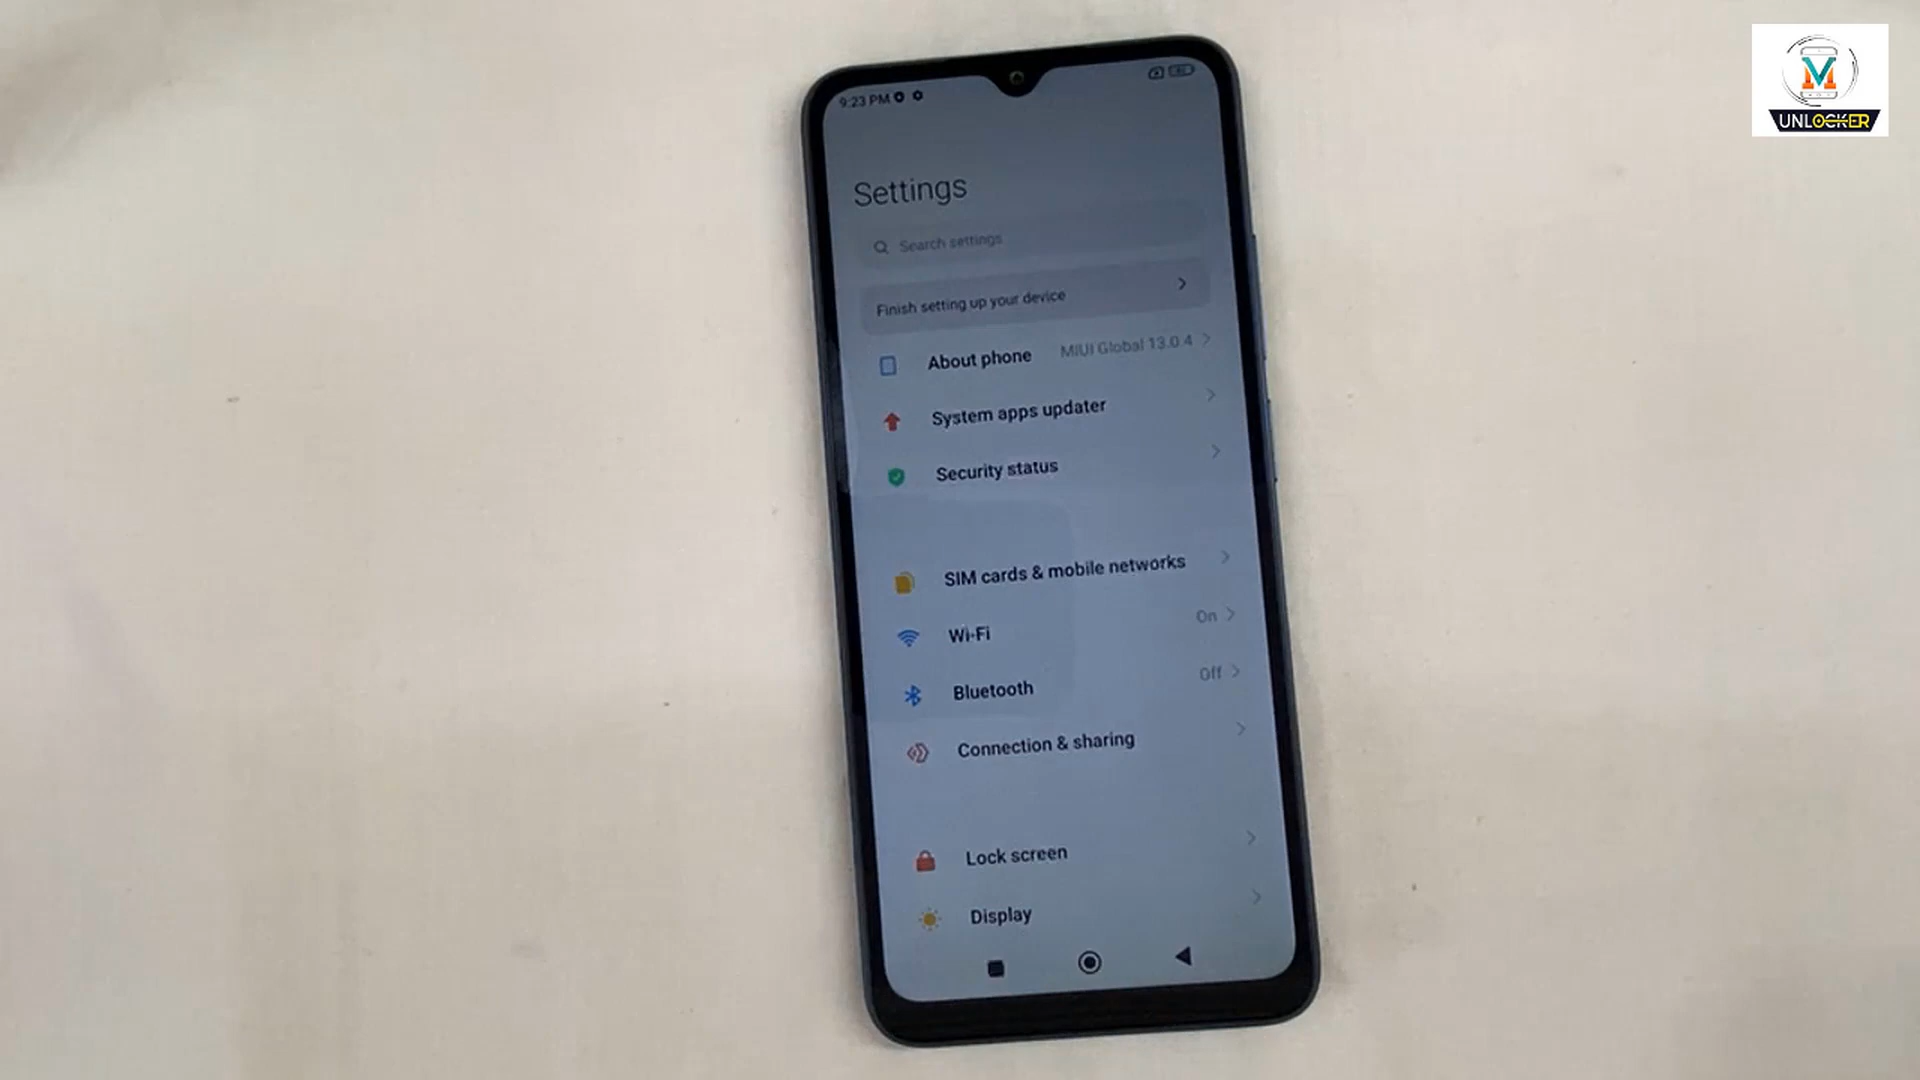 9:23 PM
Settings
Search settings
Finish setting up your device
About phone MIUI Global 13.0.4
System apps updater
Security status
SIM cards & mobile networks
Wi-Fi On
Bluetooth Off
Connection & sharing
Lock screen
Display
M
UNLOCKER